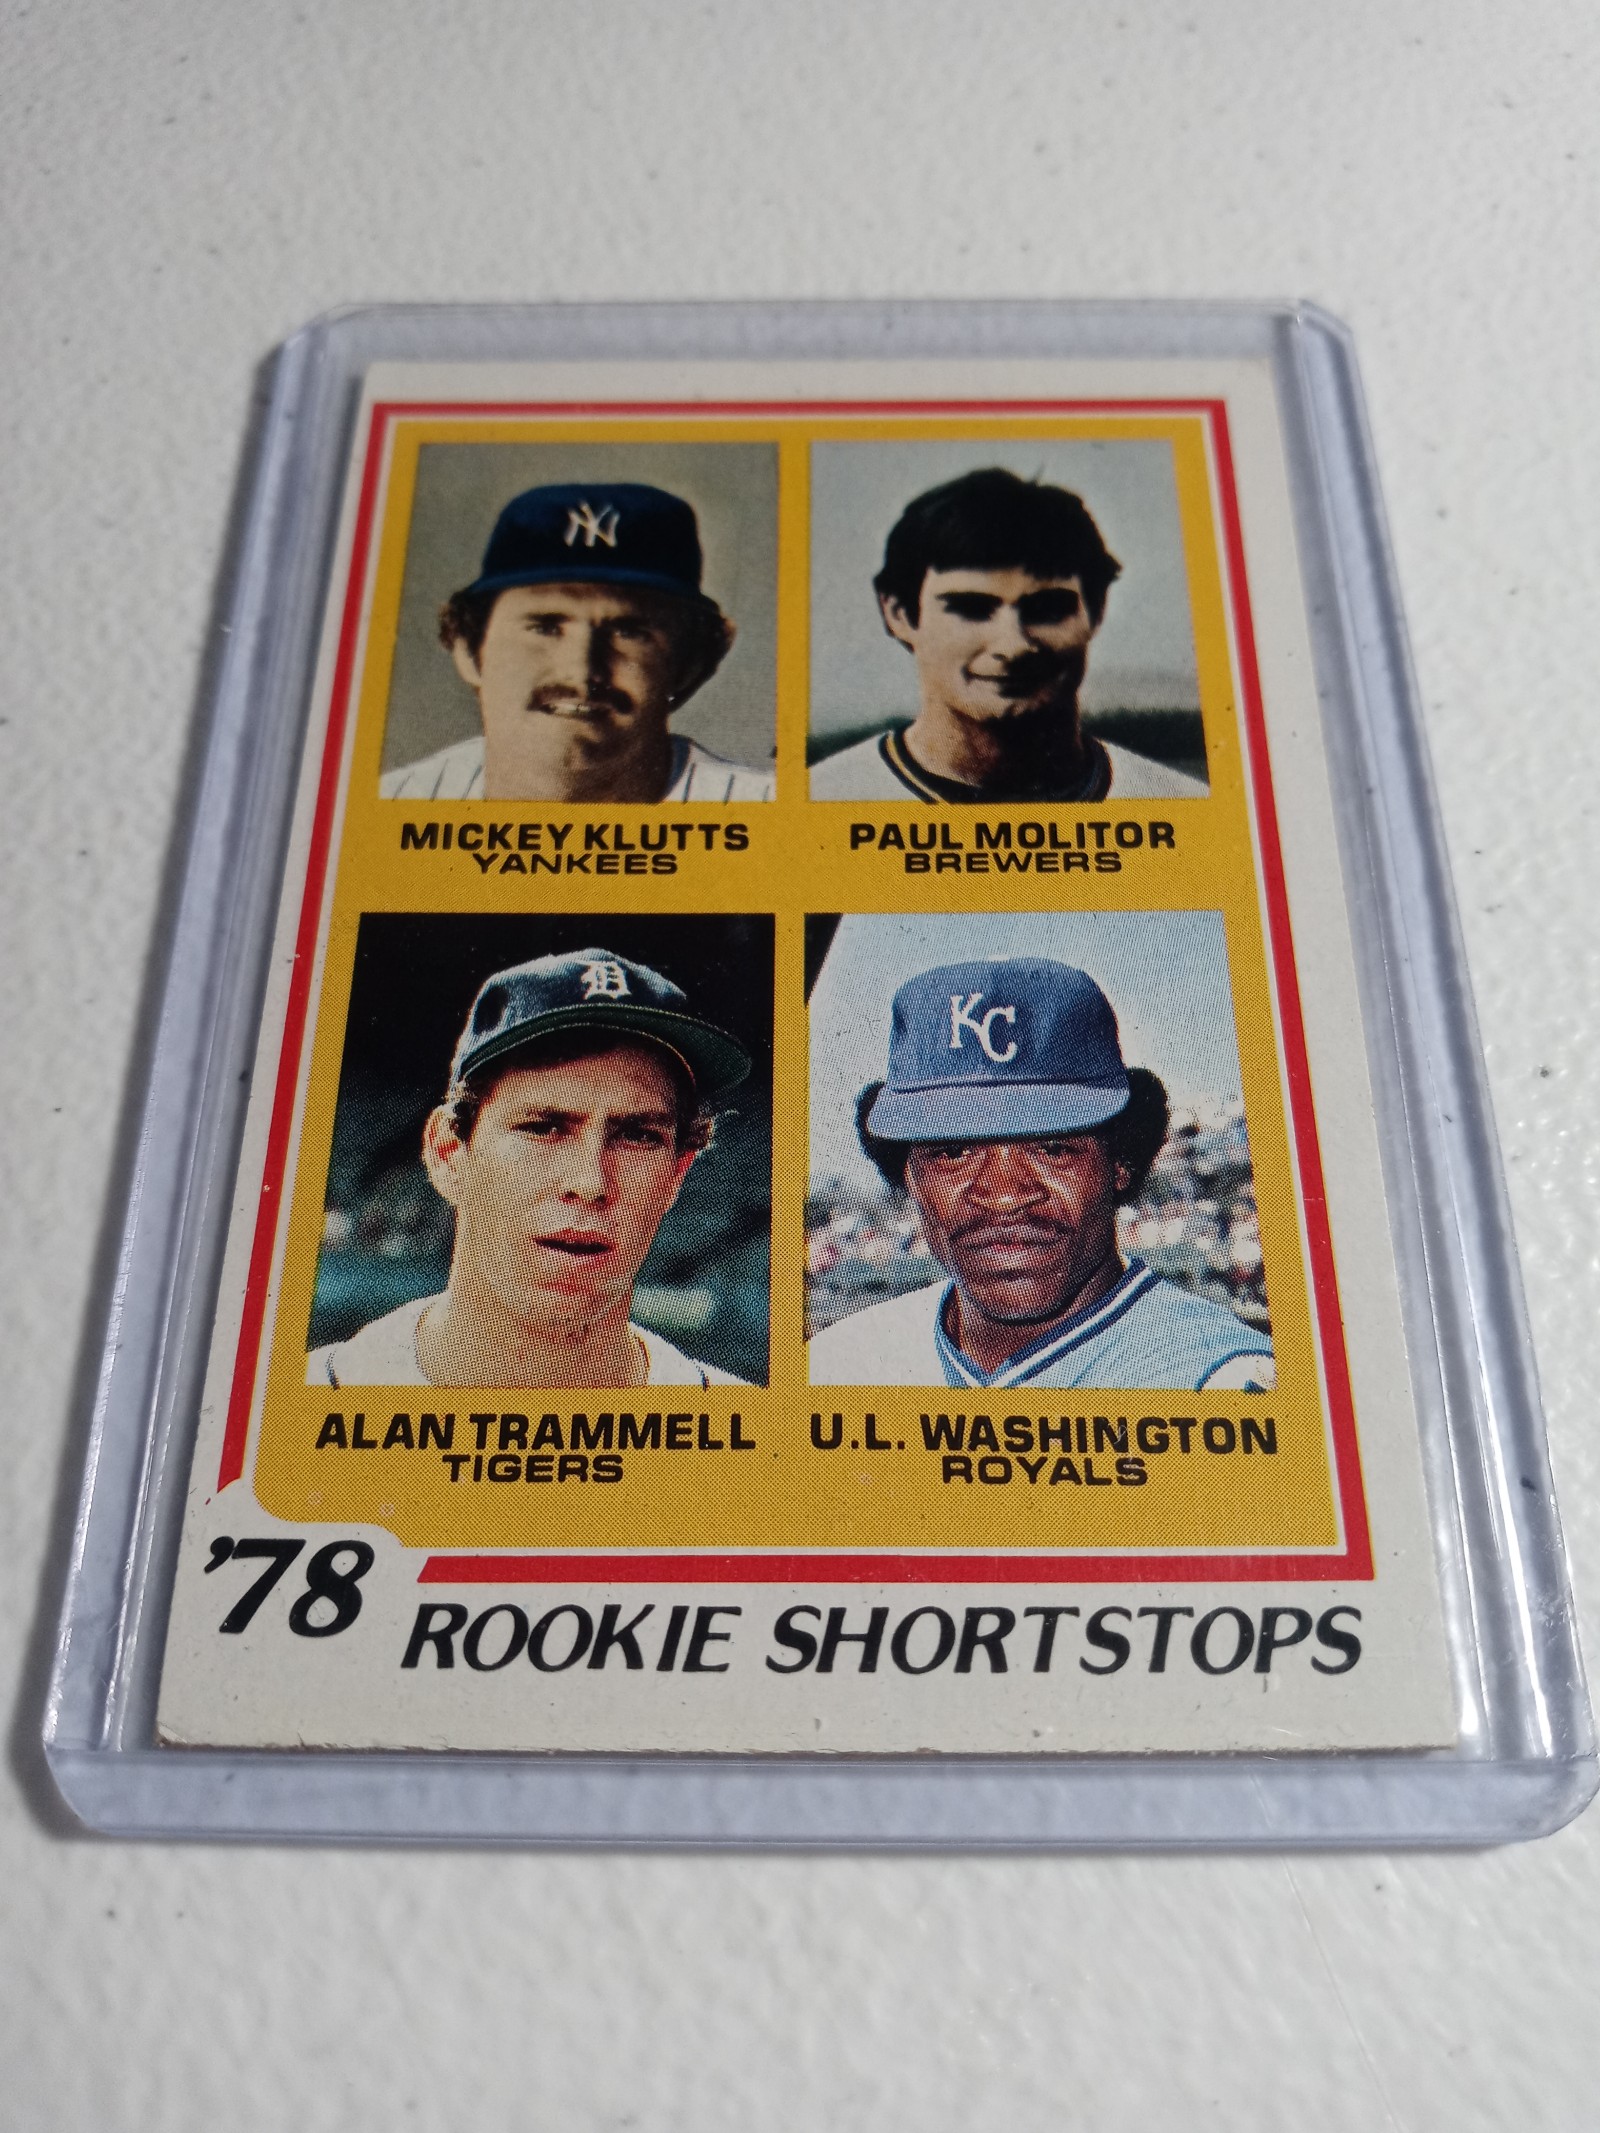 NY
MICKEY KLUTTS
YANKEES
PAUL MOLITOR
BREWERS
D
KC
ALAN TRAMMELL
TIGERS
U.L. WASHINGTON
ROYALS
'78
ROOKIE SHORTSTOPS